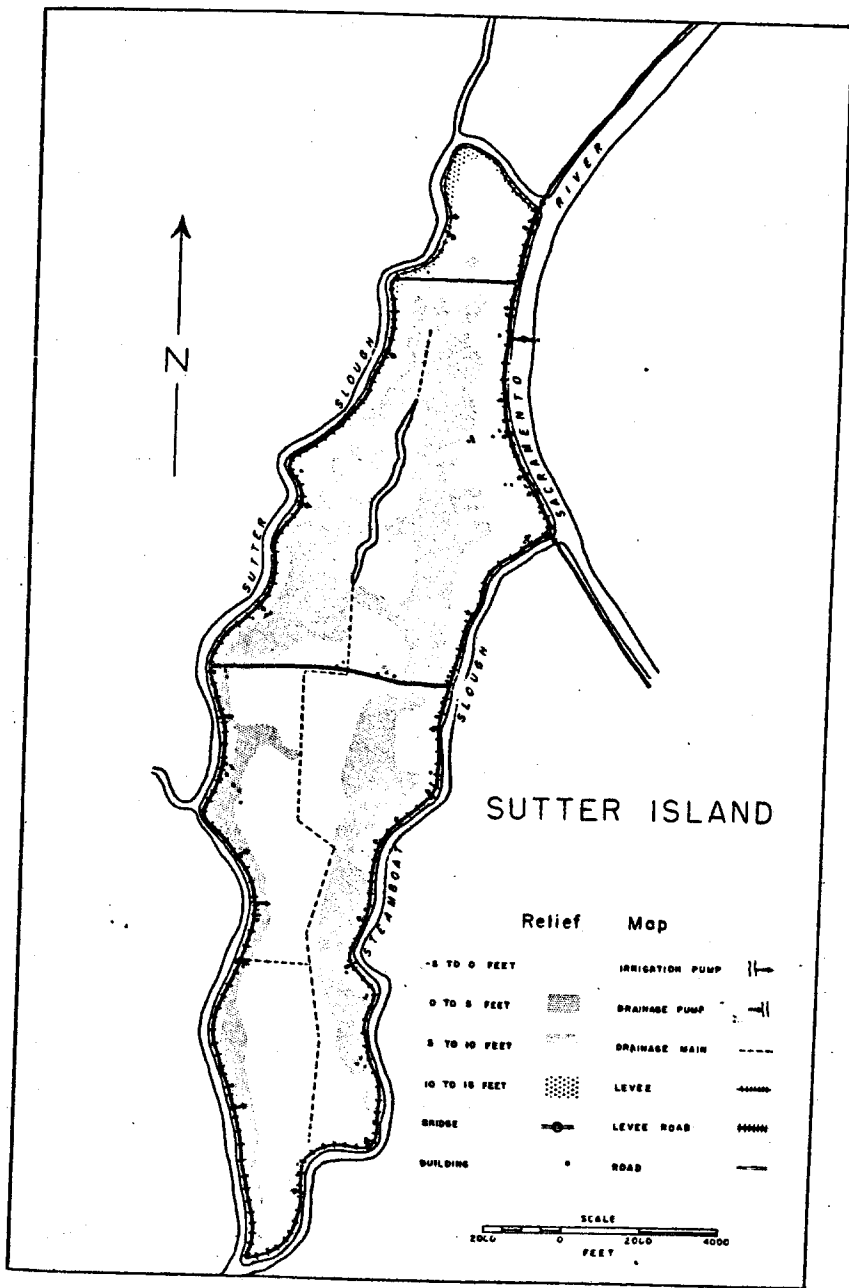 RIVER
N
SLOUGH
SACRAMENTO
SUTTER
SLOUGH
STEAMBOAT
SUTTER ISLAND
Relief Map
-5 TO 0 FEET
IRRIGATION PUMP
0 TO 5 FEET
DRAINAGE PUMP
5 TO 10 FEET
DRAINAGE MAIN
10 TO 15 FEET
LEVEE
BRIDGE
LEVEE ROAD
BUILDING
ROAD
SCALE
2000 0 2000 4000
FEET